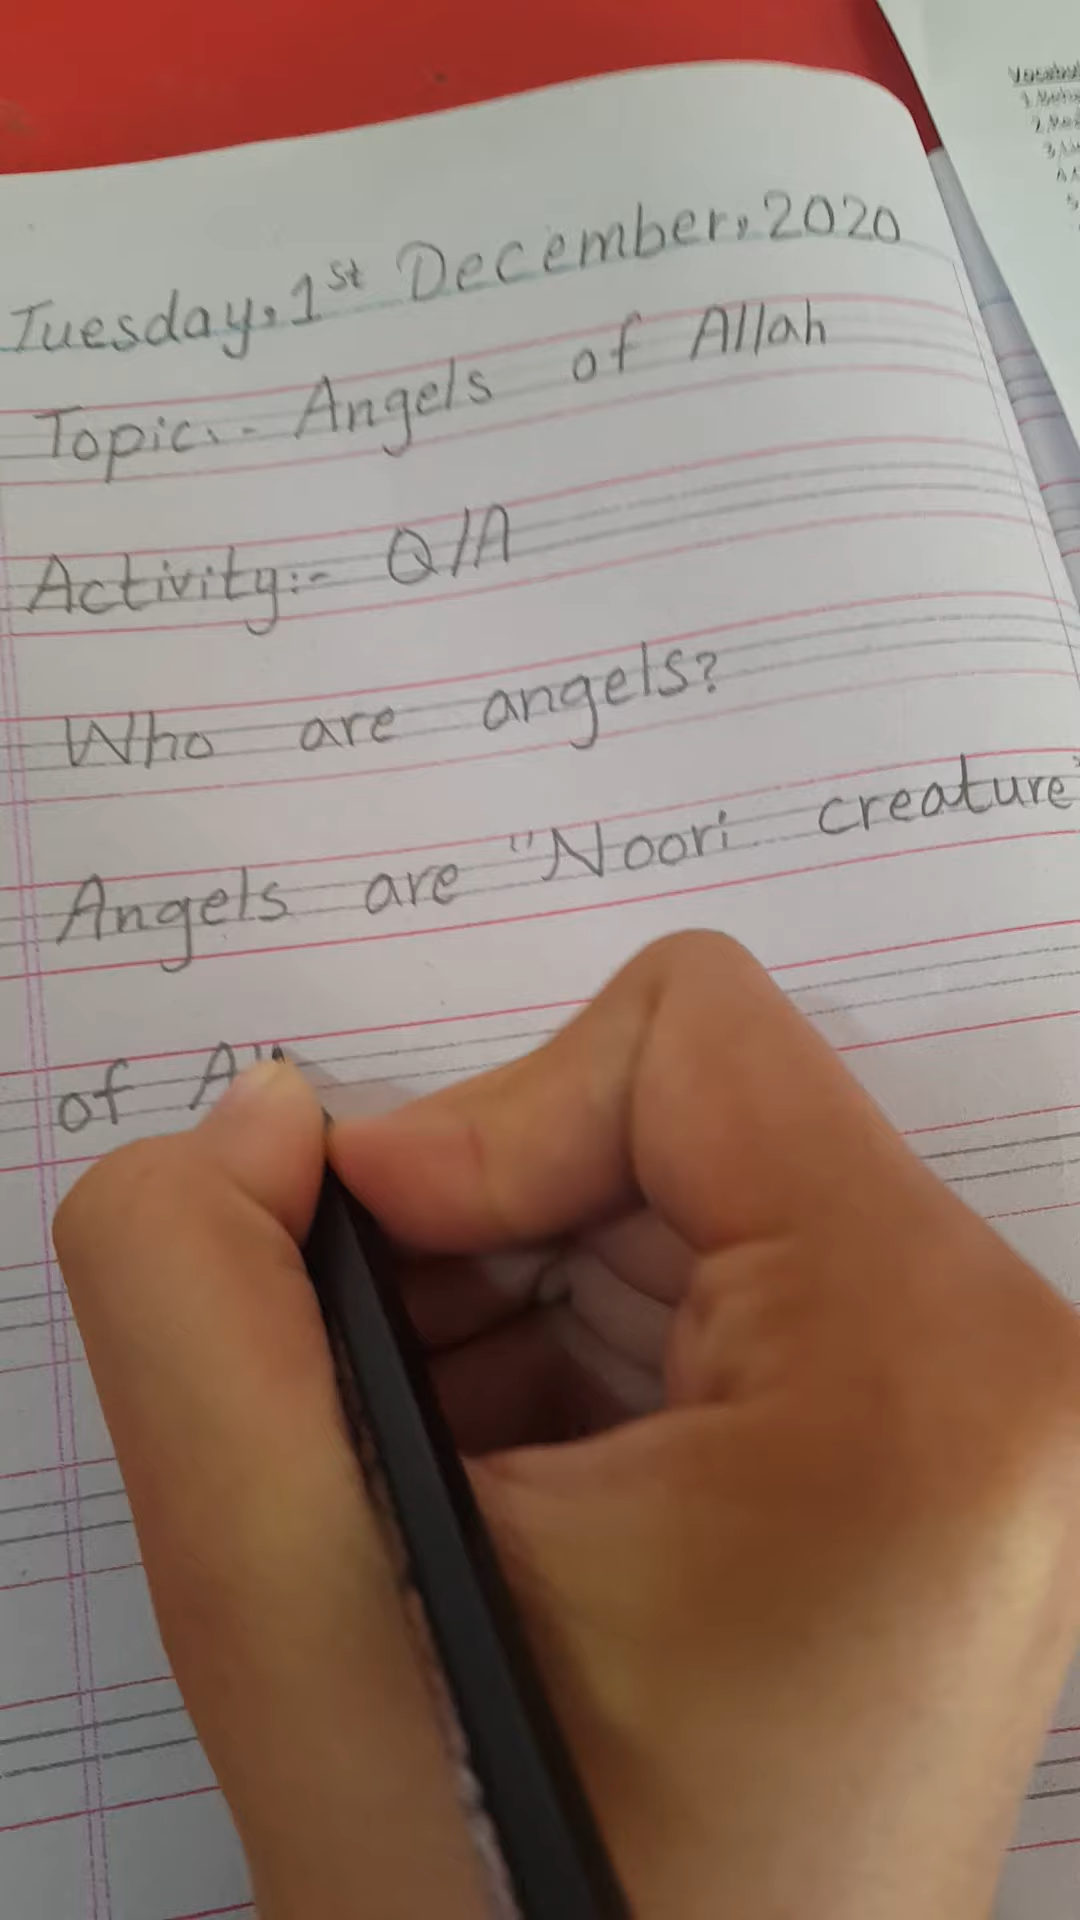 Tuesday, 1st December, 2020
Topic:- Angels of Allah
Activity:- Q/A
Who are angels?
Angels are "Noori creature"
of